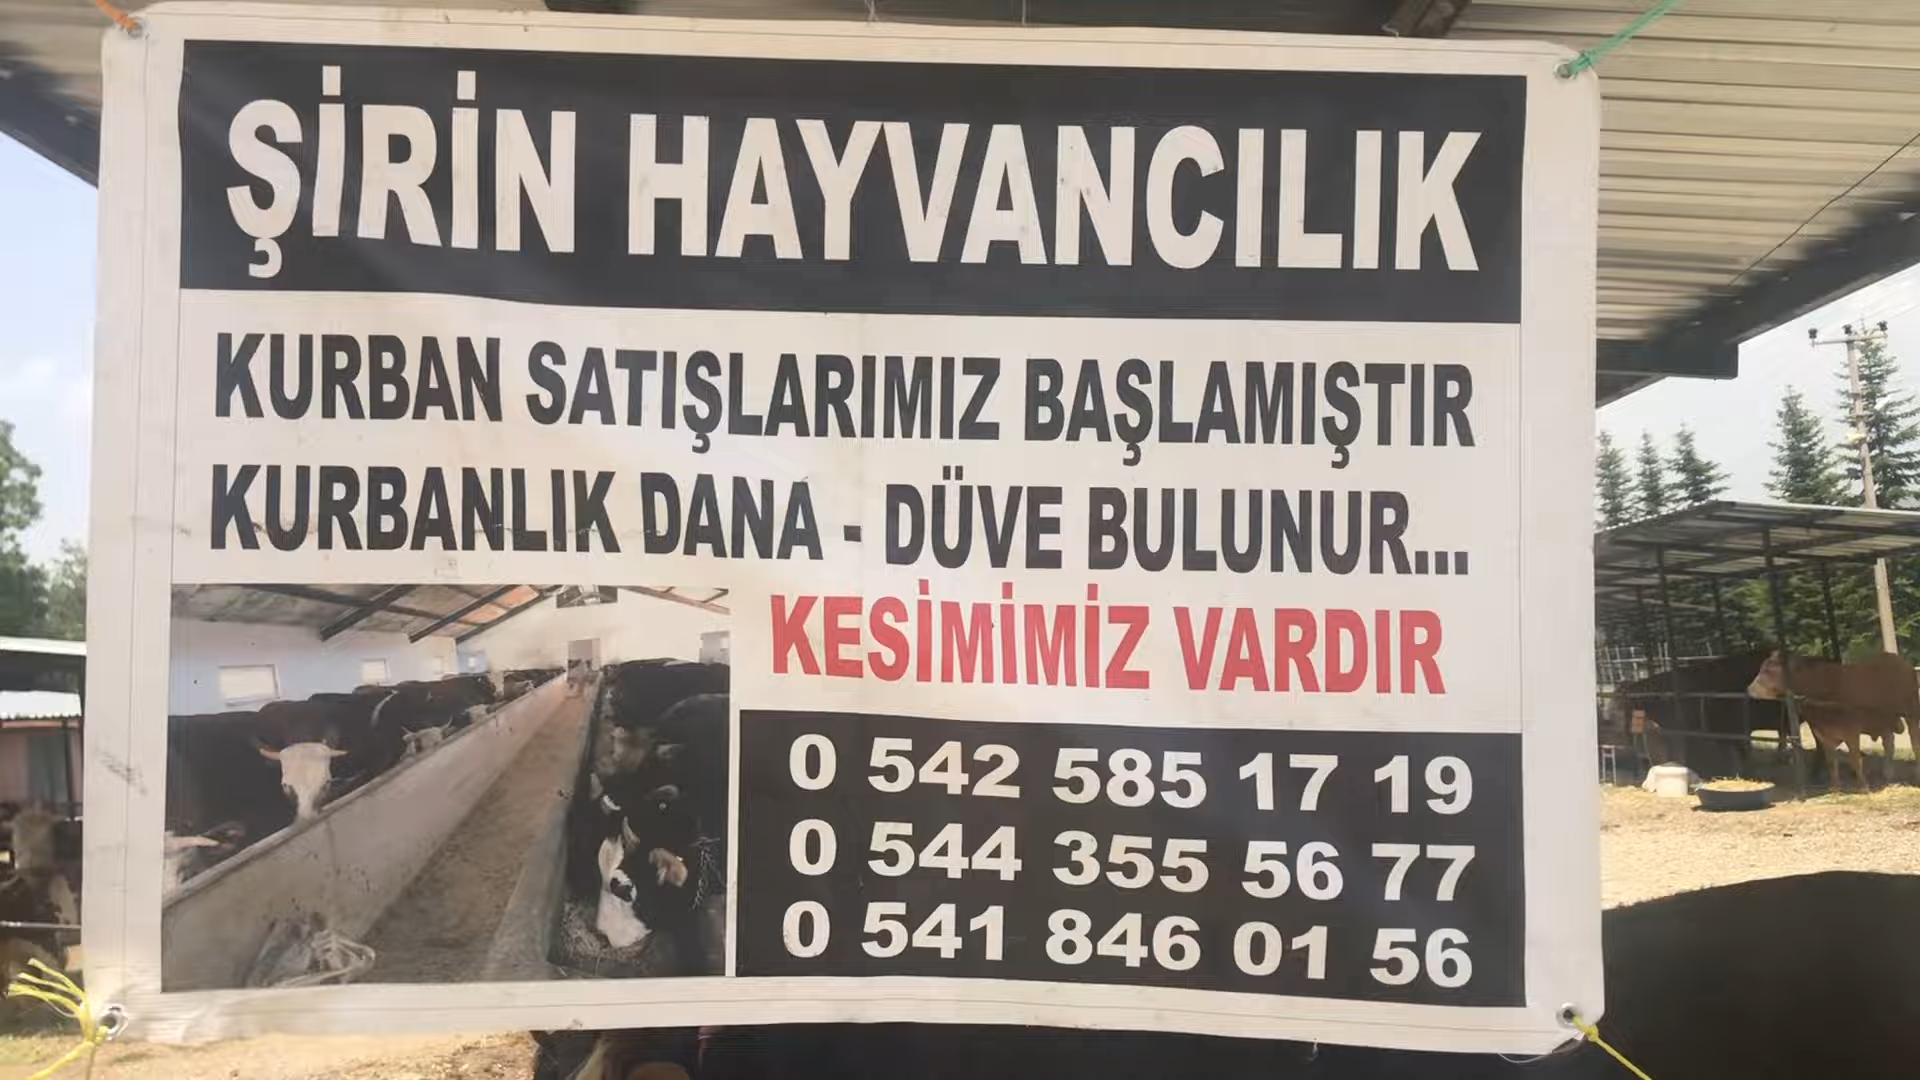 ŞİRİN HAYVANCILIK
KURBAN SATIŞLARIMIZ BAŞLAMIŞTIR
KURBANLIK DANA - DÜVE BULUNUR...
KESİMİMİZ VARDIR
0 542 585 17 19
0 544 355 56 77
0 541 846 01 56